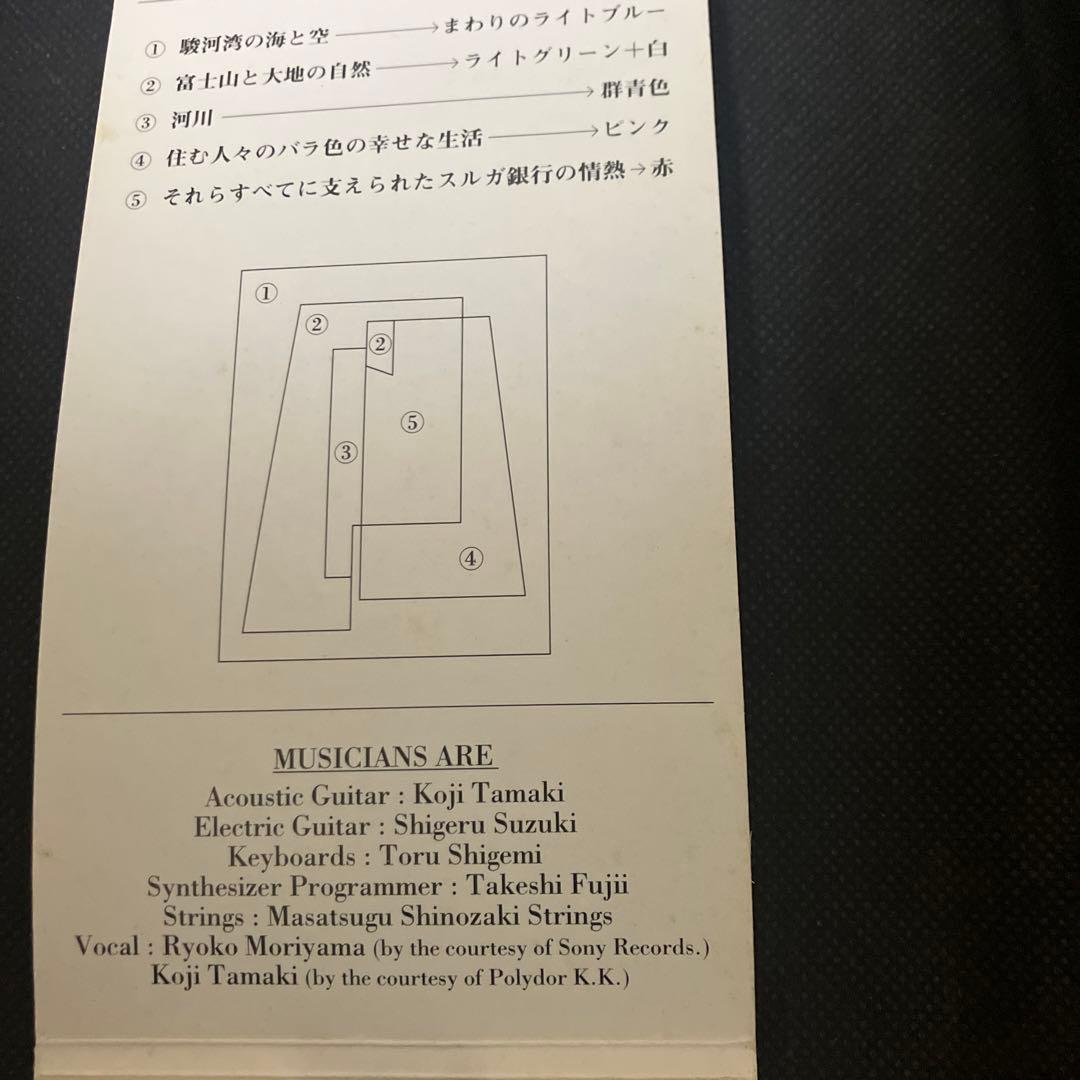 ① 駿河湾の海と空→まわりのライトブルー
② 富士山と大地の自然→ライトグリーン＋白
③ 河川→群青色
④ 住む人々のバラ色の幸せな生活→ピンク
⑤ それらすべてに支えられたスルガ銀行の情熱→赤
①
②
②
⑤
③
④
MUSICIANS ARE
Acoustic Guitar : Koji Tamaki
Electric Guitar : Shigeru Suzuki
Keyboards : Toru Shigemi
Synthesizer Programmer : Takeshi Fujii
Strings : Masatsugu Shinozaki Strings
Vocal : Ryoko Moriyama (by the courtesy of Sony Records.)
Koji Tamaki (by the courtesy of Polydor K.K.)